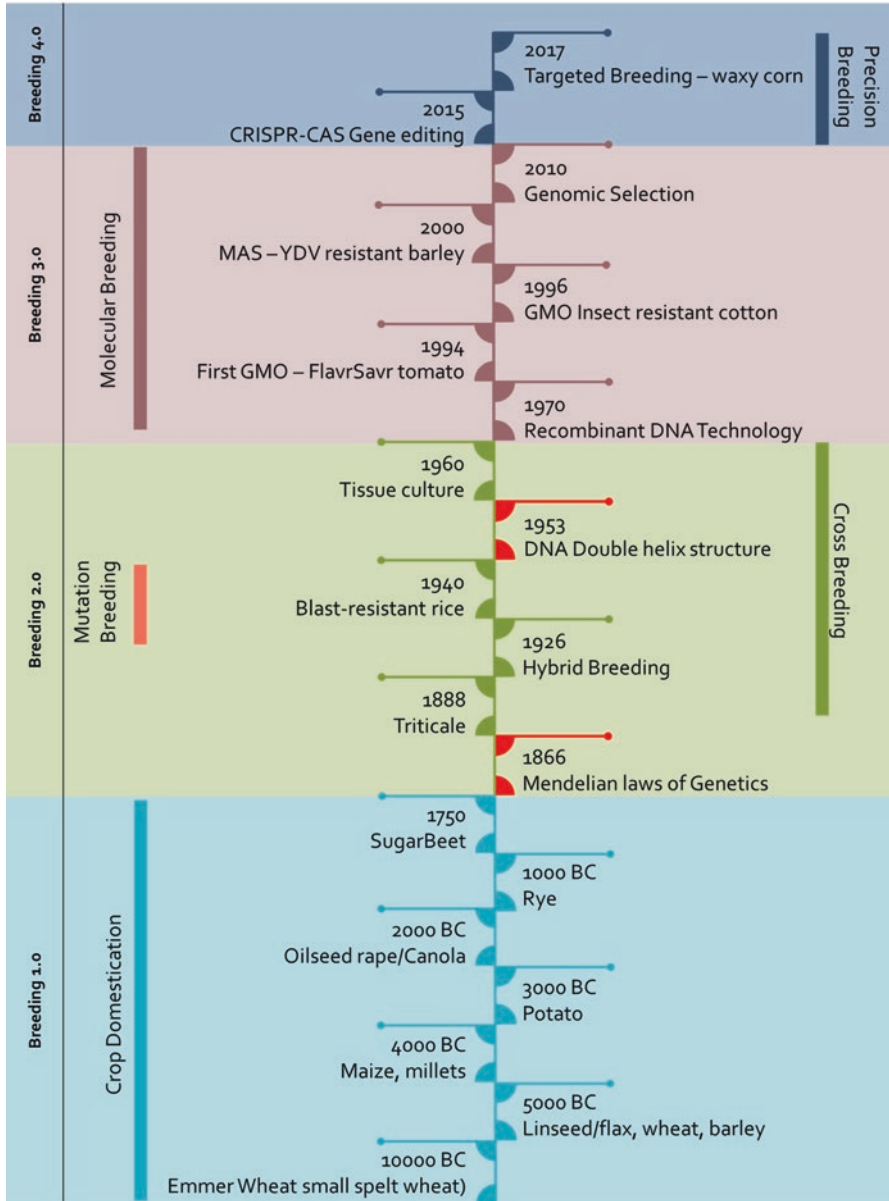 Breeding 4.0
Precision
Breeding
2017
Targeted Breeding – waxy corn
2015
CRISPR-CAS Gene editing
Breeding 3.0
Molecular Breeding
2010
Genomic Selection
2000
MAS – YDV resistant barley
1996
GMO Insect resistant cotton
1994
First GMO – FlavrSavr tomato
1970
Recombinant DNA Technology
Breeding 2.0
Mutation
Breeding
Cross Breeding
1960
Tissue culture
1953
DNA Double helix structure
1940
Blast-resistant rice
1926
Hybrid Breeding
1888
Triticale
1866
Mendelian laws of Genetics
Breeding 1.0
Crop Domestication
1750
SugarBeet
1000 BC
Rye
2000 BC
Oilseed rape/Canola
3000 BC
Potato
4000 BC
Maize, millets
5000 BC
Linseed/flax, wheat, barley
10000 BC
Emmer Wheat small spelt wheat)